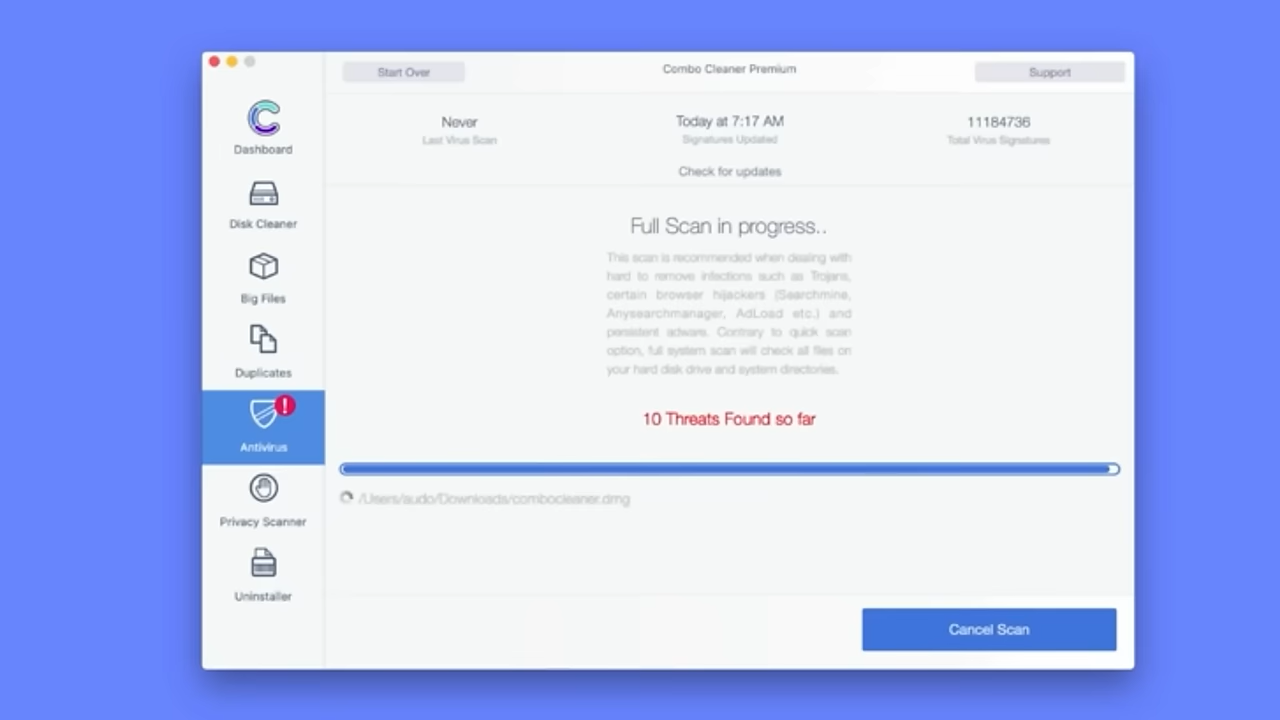 Start Over
Combo Cleaner Premium
Support
Never
Last Virus Scan
Today at 7:17 AM
Signatures Updated
11184736
Total Virus Signatures
Check for updates
Dashboard
Disk Cleaner
Big Files
Duplicates
Antivirus
Privacy Scanner
Uninstaller
Full Scan in progress..
This scan is recommended when dealing with
hard to remove infections such as Trojans,
certain browser hijackers (Searchmine,
Anysearchmanager, AdLoad etc.) and
persistent adware. Contrary to quick scan
option, full system scan will check all files on
your hard disk drive and system directories.
10 Threats Found so far
/Users/audo/Downloads/combocleaner.dmg
Cancel Scan